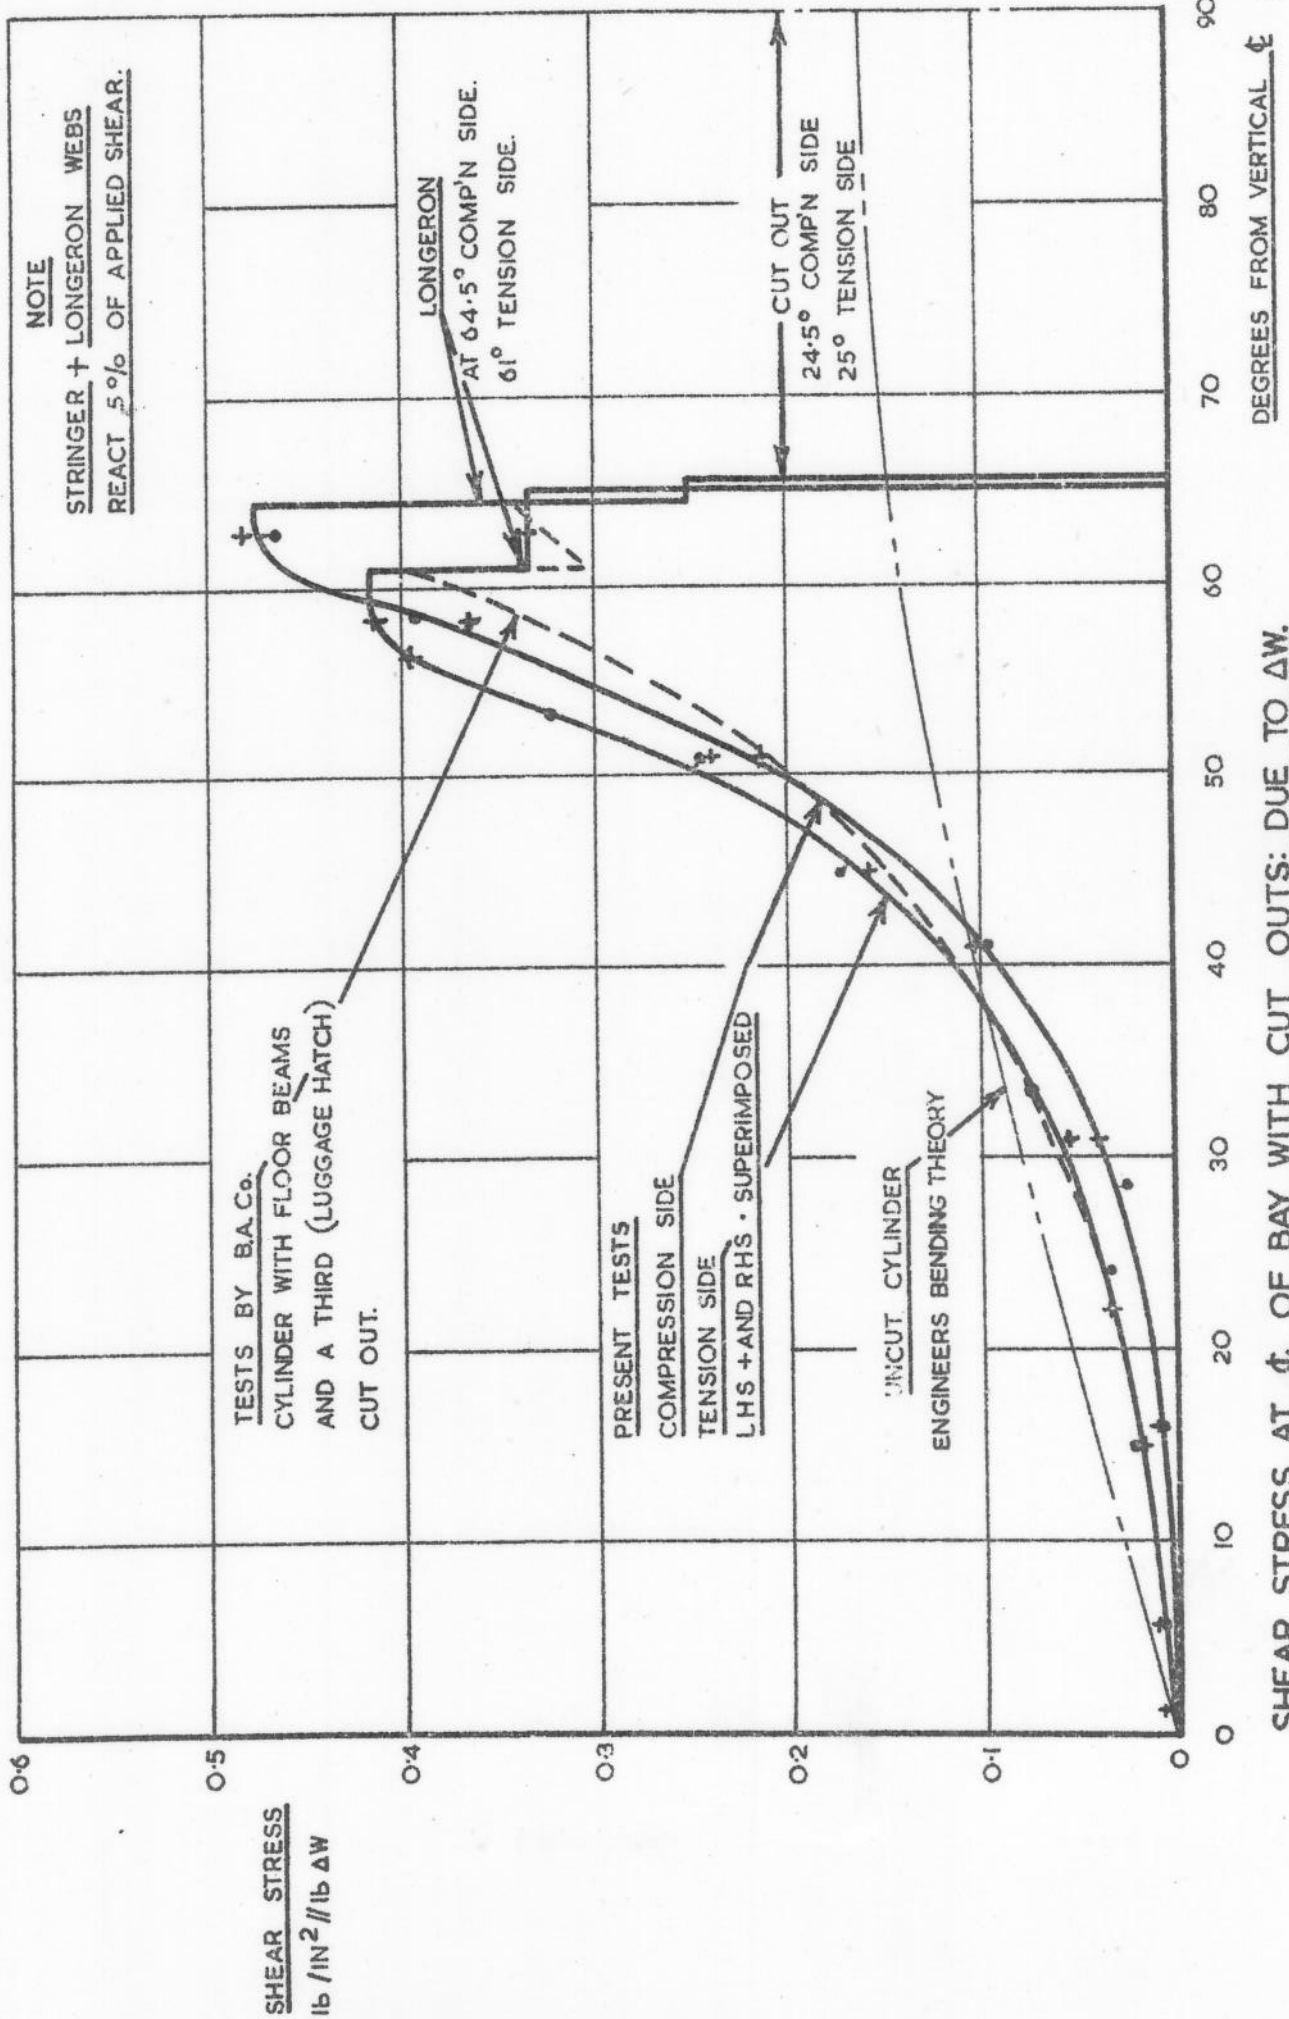 NOTE
STRINGER + LONGERON WEBS
REACT 5% OF APPLIED SHEAR.
SHEAR STRESS
lb /IN² // lb ΔW
0·6
0·5
0·4
0·3
0·2
0·1
0
TESTS BY B.A.Co.
CYLINDER WITH FLOOR BEAMS
AND A THIRD (LUGGAGE HATCH)
CUT OUT.
LONGERON
AT 64·5° COMP'N SIDE.
61° TENSION SIDE.
PRESENT TESTS
COMPRESSION SIDE
TENSION SIDE
LHS + AND RHS · SUPERIMPOSED
CUT OUT
24·5° COMP'N SIDE
25° TENSION SIDE
UNCUT CYLINDER
ENGINEERS BENDING THEORY
0 10 20 30 40 50 60 70 80 90
DEGREES FROM VERTICAL ℄
SHEAR STRESS AT ℄ OF BAY WITH CUT OUTS: DUE TO ΔW.